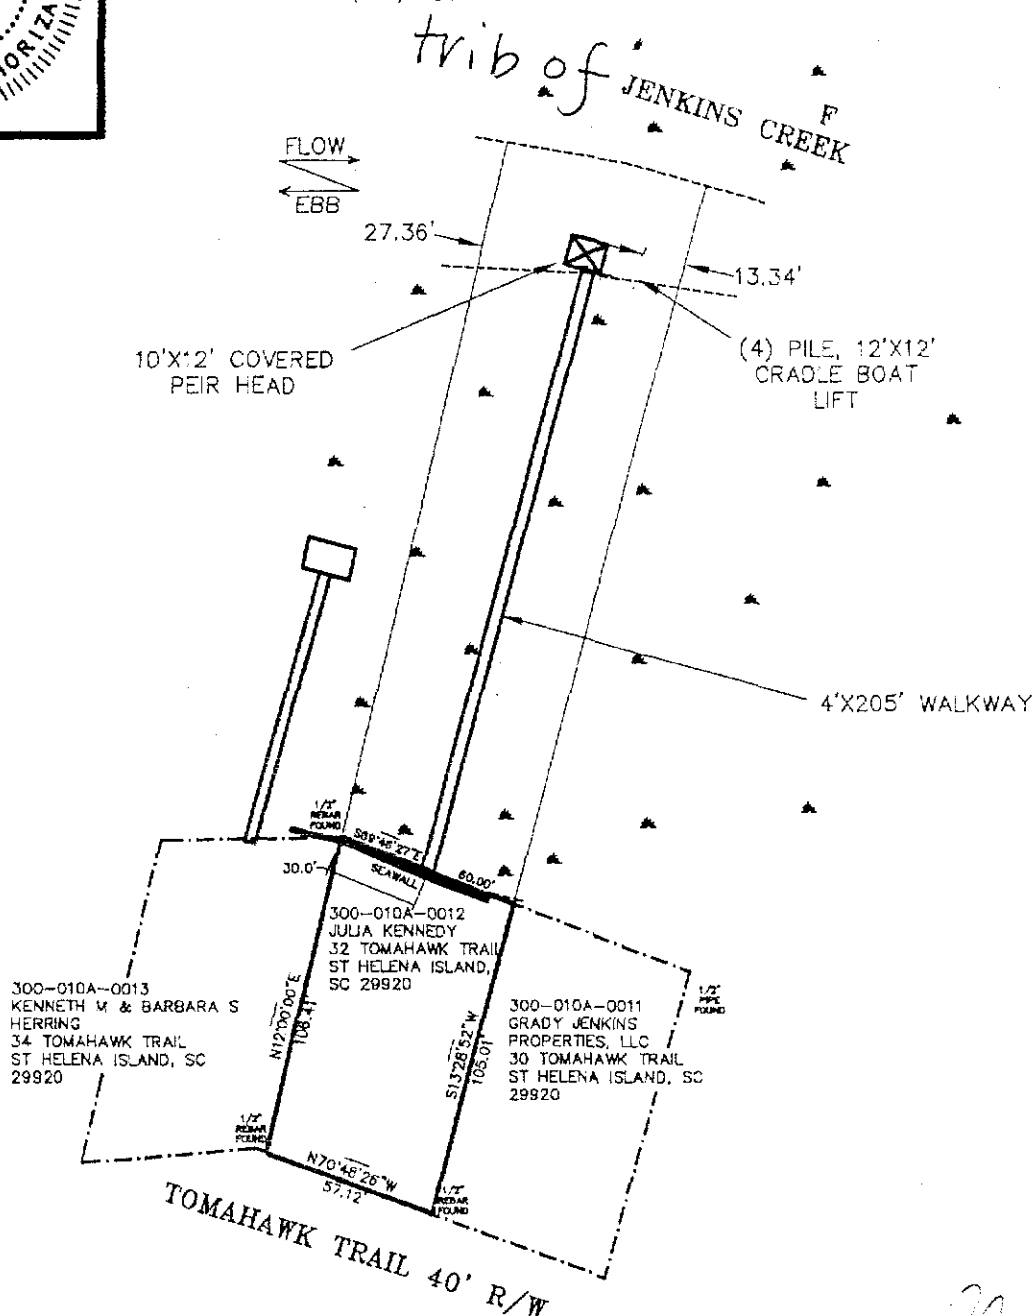 ORIZA
trib of JENKINS CREEK
F
FLOW
EBB
27.36'
13.34'
10'X12' COVERED
PEIR HEAD
(4) PILE, 12'X12'
CRADLE BOAT
LIFT
4'X205' WALKWAY
1/2"
REBAR
FOUND
S69°46'27"E
60.00'
SEAWALL
30.0'
300-010A-0012
JULIA KENNEDY
32 TOMAHAWK TRAIL
ST HELENA ISLAND,
SC 29920
300-010A-0013
KENNETH M & BARBARA S
HERRING
34 TOMAHAWK TRAIL
ST HELENA ISLAND, SC
29920
N12°00'00"E
108.41'
S13°28'52"W
105.01'
300-010A-0011
GRADY JENKINS
PROPERTIES, LLC
30 TOMAHAWK TRAIL
ST HELENA ISLAND, SC
29920
1/2"
PIPE
FOUND
1/2"
REBAR
FOUND
N70°48'26"W
57.12'
1/2"
REBAR
FOUND
TOMAHAWK TRAIL 40' R/W